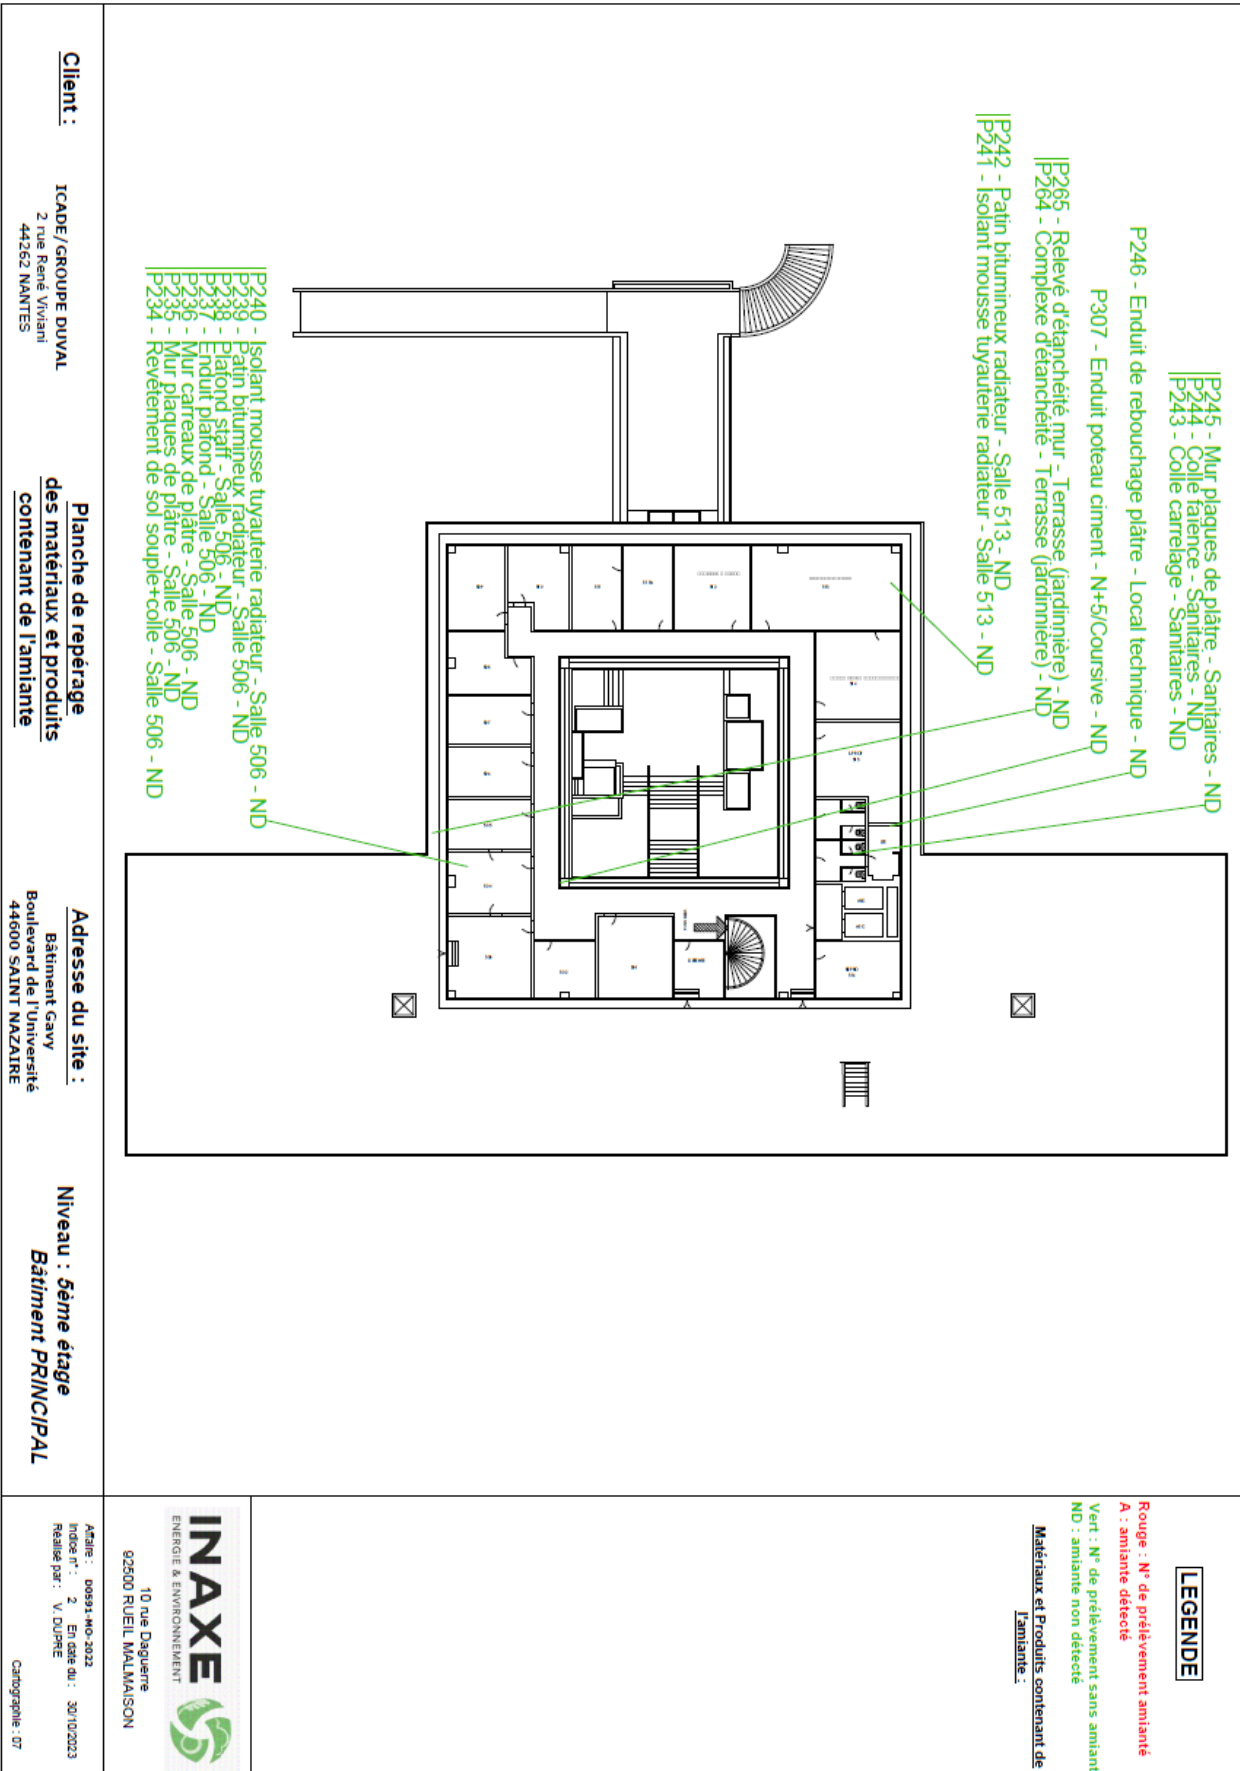 P245 - Mur plaques de plâtre - Sanitaires - ND
P244 - Colle faïence - Sanitaires - ND
P243 - Colle carrelage - Sanitaires - ND
P246 - Enduit de rebouchage plâtre - Local technique - ND
P307 - Enduit poteau ciment - N+5/Coursive - ND
P265 - Relevé d'étanchéité mur - Terrasse (jardinnière) - ND
P264 - Complexe d'étanchéité - Terrasse (jardinnière) - ND
P242 - Patin bitumineux radiateur - Salle 513 - ND
P241 - Isolant mousse tuyauterie radiateur - Salle 513 - ND
P240 - Isolant mousse tuyauterie radiateur - Salle 506 - ND
P239 - Patin bitumineux radiateur - Salle 506 - ND
P238 - Plafond staff - Salle 506 - ND
P237 - Enduit plafond - Salle 506 - ND
P236 - Mur carreaux de plâtre - Salle 506 - ND
P235 - Mur plaques de plâtre - Salle 506 - ND
P234 - Revêtement de sol souple+colle - Salle 506 - ND
LEGENDE
Rouge : N° de prélèvement amianté
A : amiante détecté
Vert : N° de prélèvement sans amiant
ND : amiante non détecté
Matériaux et Produits contenant de
l'amiante :
Client :
ICADE/GROUPE DUVAL
2 rue René Viviani
44262 NANTES
Planche de repérage
des matériaux et produits
contenant de l'amiante
Adresse du site :
Bâtiment Gavy
Boulevard de l'Université
44600 SAINT NAZAIRE
Niveau : 5ème étage
Bâtiment PRINCIPAL
INAXE
ENERGIE & ENVIRONNEMENT
10 rue Daguerre
92500 RUEIL MALMAISON
Affaire : D0591-MO-2022
Indice n° : 2 En date du : 30/10/2023
Réalisé par : V. DUPRE
Cartographie : 07